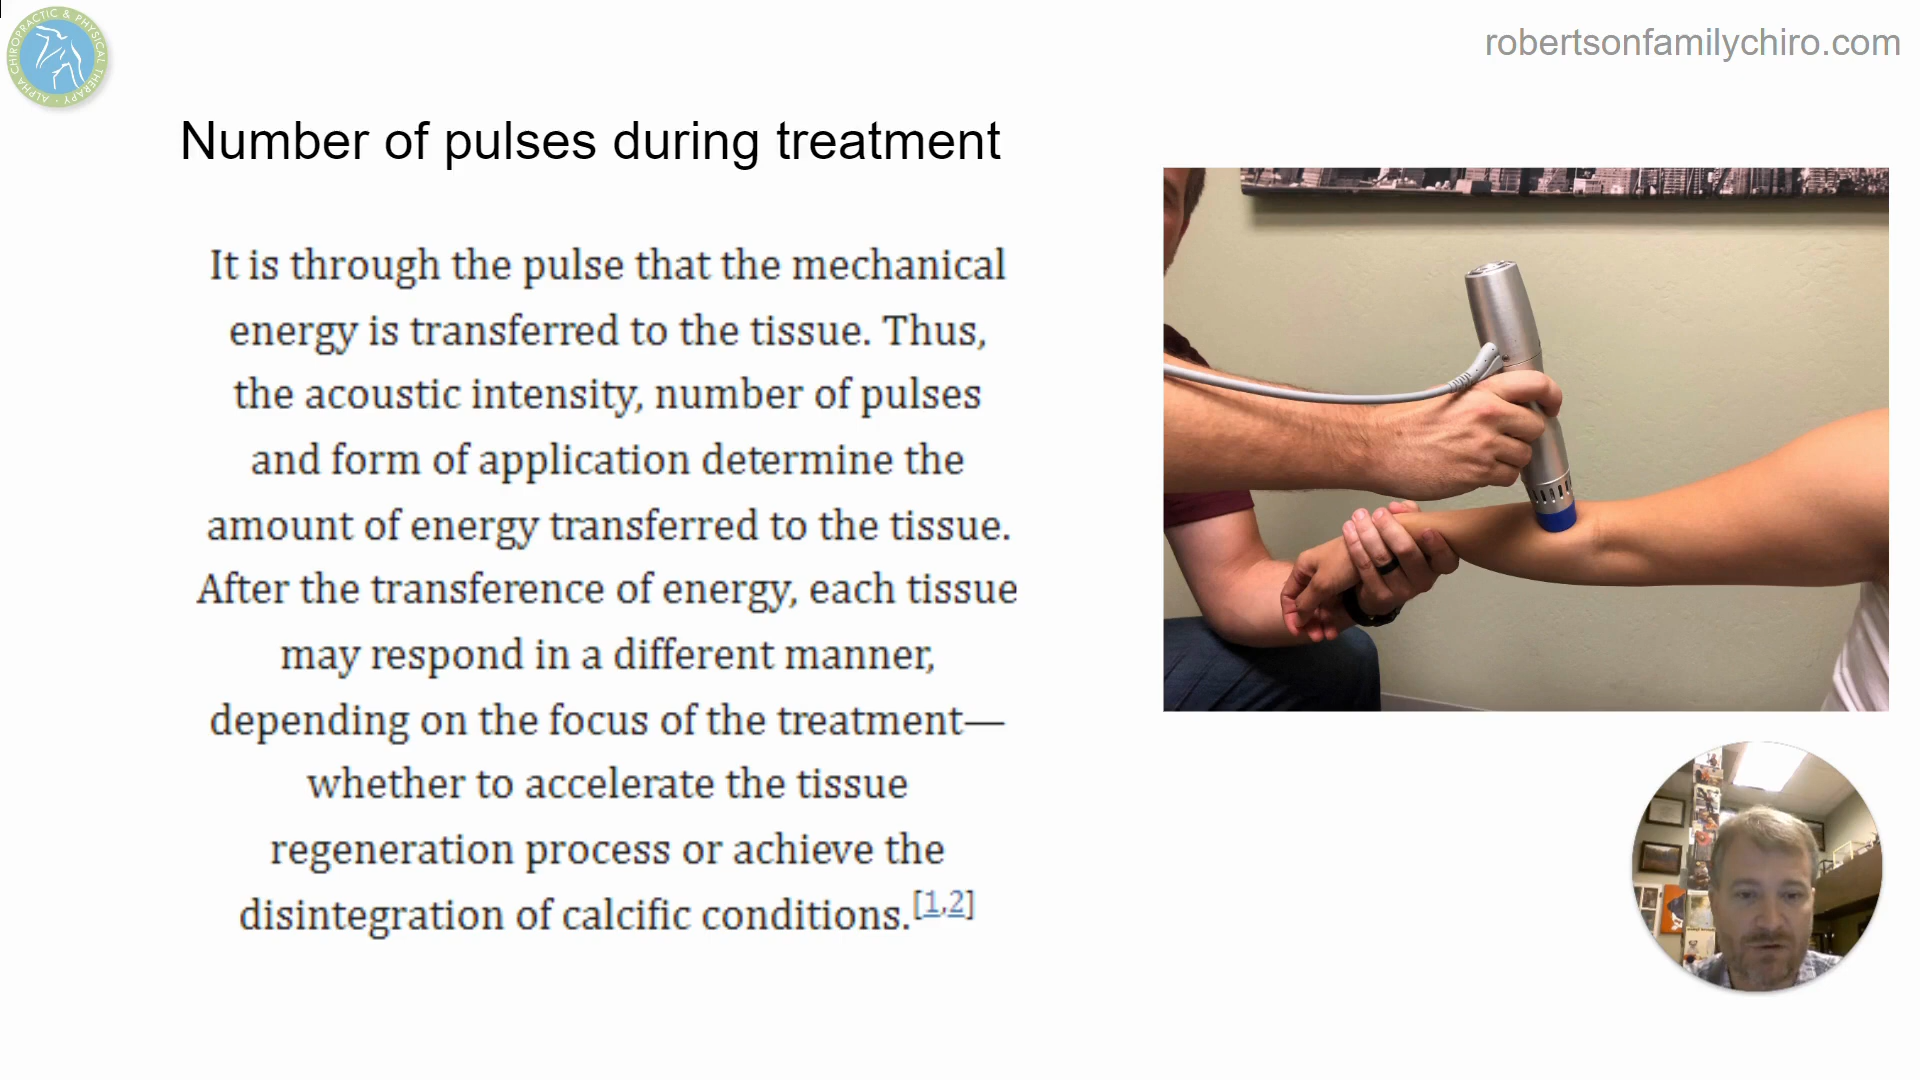 ALPHA CHIROPRACTIC & PHYSICAL THERAPY
robertsonfamilychiro.com
Number of pulses during treatment
It is through the pulse that the mechanical
energy is transferred to the tissue. Thus,
the acoustic intensity, number of pulses
and form of application determine the
amount of energy transferred to the tissue.
After the transference of energy, each tissue
may respond in a different manner,
depending on the focus of the treatment—
whether to accelerate the tissue
regeneration process or achieve the
disintegration of calcific conditions.[1,2]